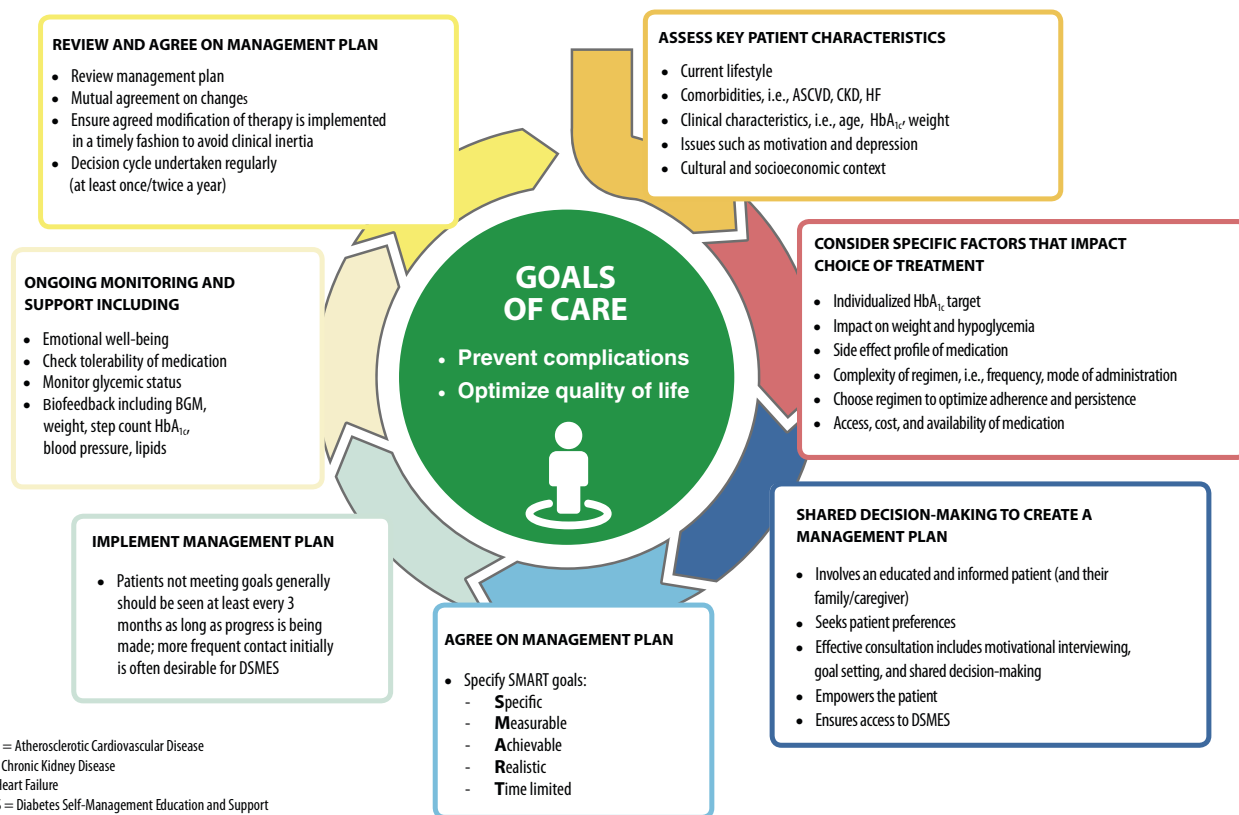 REVIEW AND AGREE ON MANAGEMENT PLAN
• Review management plan
• Mutual agreement on changes
• Ensure agreed modification of therapy is implemented
in a timely fashion to avoid clinical inertia
• Decision cycle undertaken regularly
(at least once/twice a year)
ASSESS KEY PATIENT CHARACTERISTICS
• Current lifestyle
• Comorbidities, i.e., ASCVD, CKD, HF
• Clinical characteristics, i.e., age, HbA1c, weight
• Issues such as motivation and depression
• Cultural and socioeconomic context
CONSIDER SPECIFIC FACTORS THAT IMPACT
CHOICE OF TREATMENT
• Individualized HbA1c target
• Impact on weight and hypoglycemia
• Side effect profile of medication
• Complexity of regimen, i.e., frequency, mode of administration
• Choose regimen to optimize adherence and persistence
• Access, cost, and availability of medication
SHARED DECISION-MAKING TO CREATE A
MANAGEMENT PLAN
• Involves an educated and informed patient (and their
family/caregiver)
• Seeks patient preferences
• Effective consultation includes motivational interviewing,
goal setting, and shared decision-making
• Empowers the patient
• Ensures access to DSMES
AGREE ON MANAGEMENT PLAN
• Specify SMART goals:
- Specific
- Measurable
- Achievable
- Realistic
- Time limited
IMPLEMENT MANAGEMENT PLAN
• Patients not meeting goals generally
should be seen at least every 3
months as long as progress is being
made; more frequent contact initially
is often desirable for DSMES
ONGOING MONITORING AND
SUPPORT INCLUDING
• Emotional well-being
• Check tolerability of medication
• Monitor glycemic status
• Biofeedback including BGM,
weight, step count HbA1c,
blood pressure, lipids
GOALS
OF CARE
• Prevent complications
• Optimize quality of life
= Atherosclerotic Cardiovascular Disease
Chronic Kidney Disease
Heart Failure
= Diabetes Self-Management Education and Support